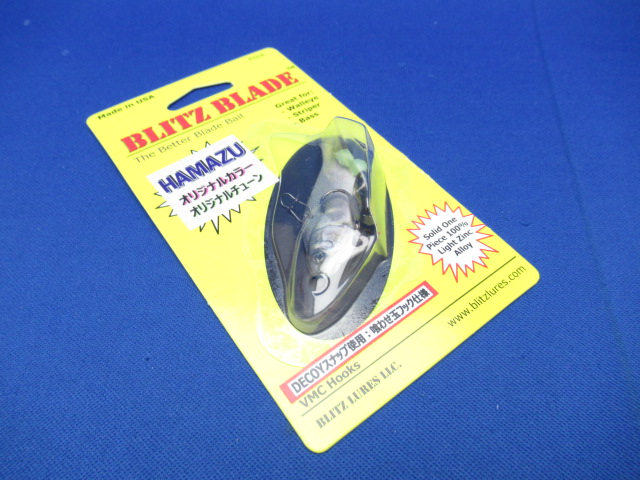 Made in USA
BLITZ BLADE™
The Better Blade Bait
Great for:
- Walleye
- Striper
- Bass
HAMAZU
オリジナルカラー
オリジナルチューン
Solid One
Piece 100%
Light Zinc
Alloy
www.blitzlures.com
DECOYスナップ使用：喰わせ玉フック仕様
VMC Hooks
BLITZ LURES LLC.